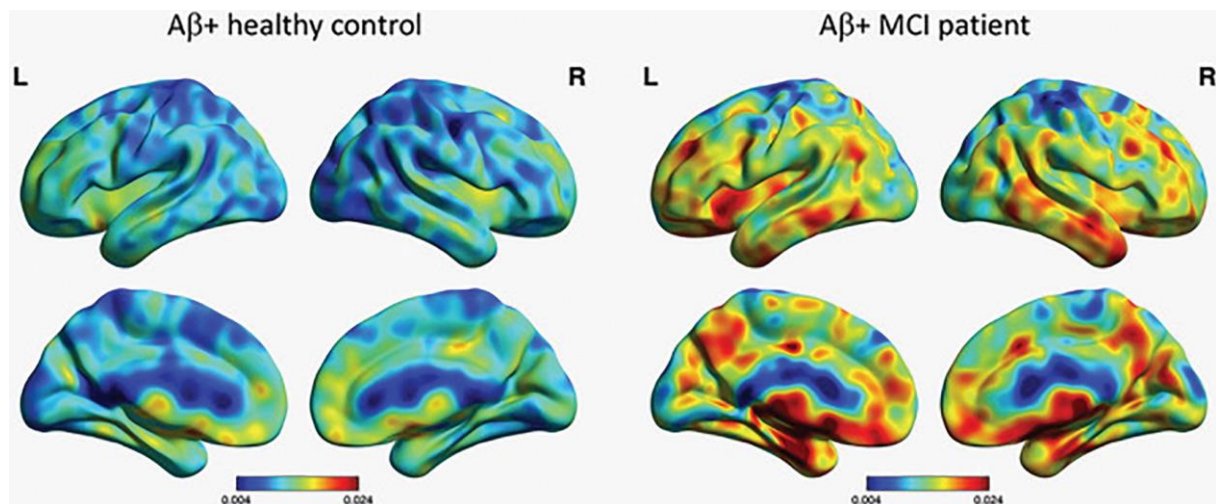 Aβ+ healthy control
Aβ+ MCI patient
L
R
L
R
0.004
0.024
0.004
0.024